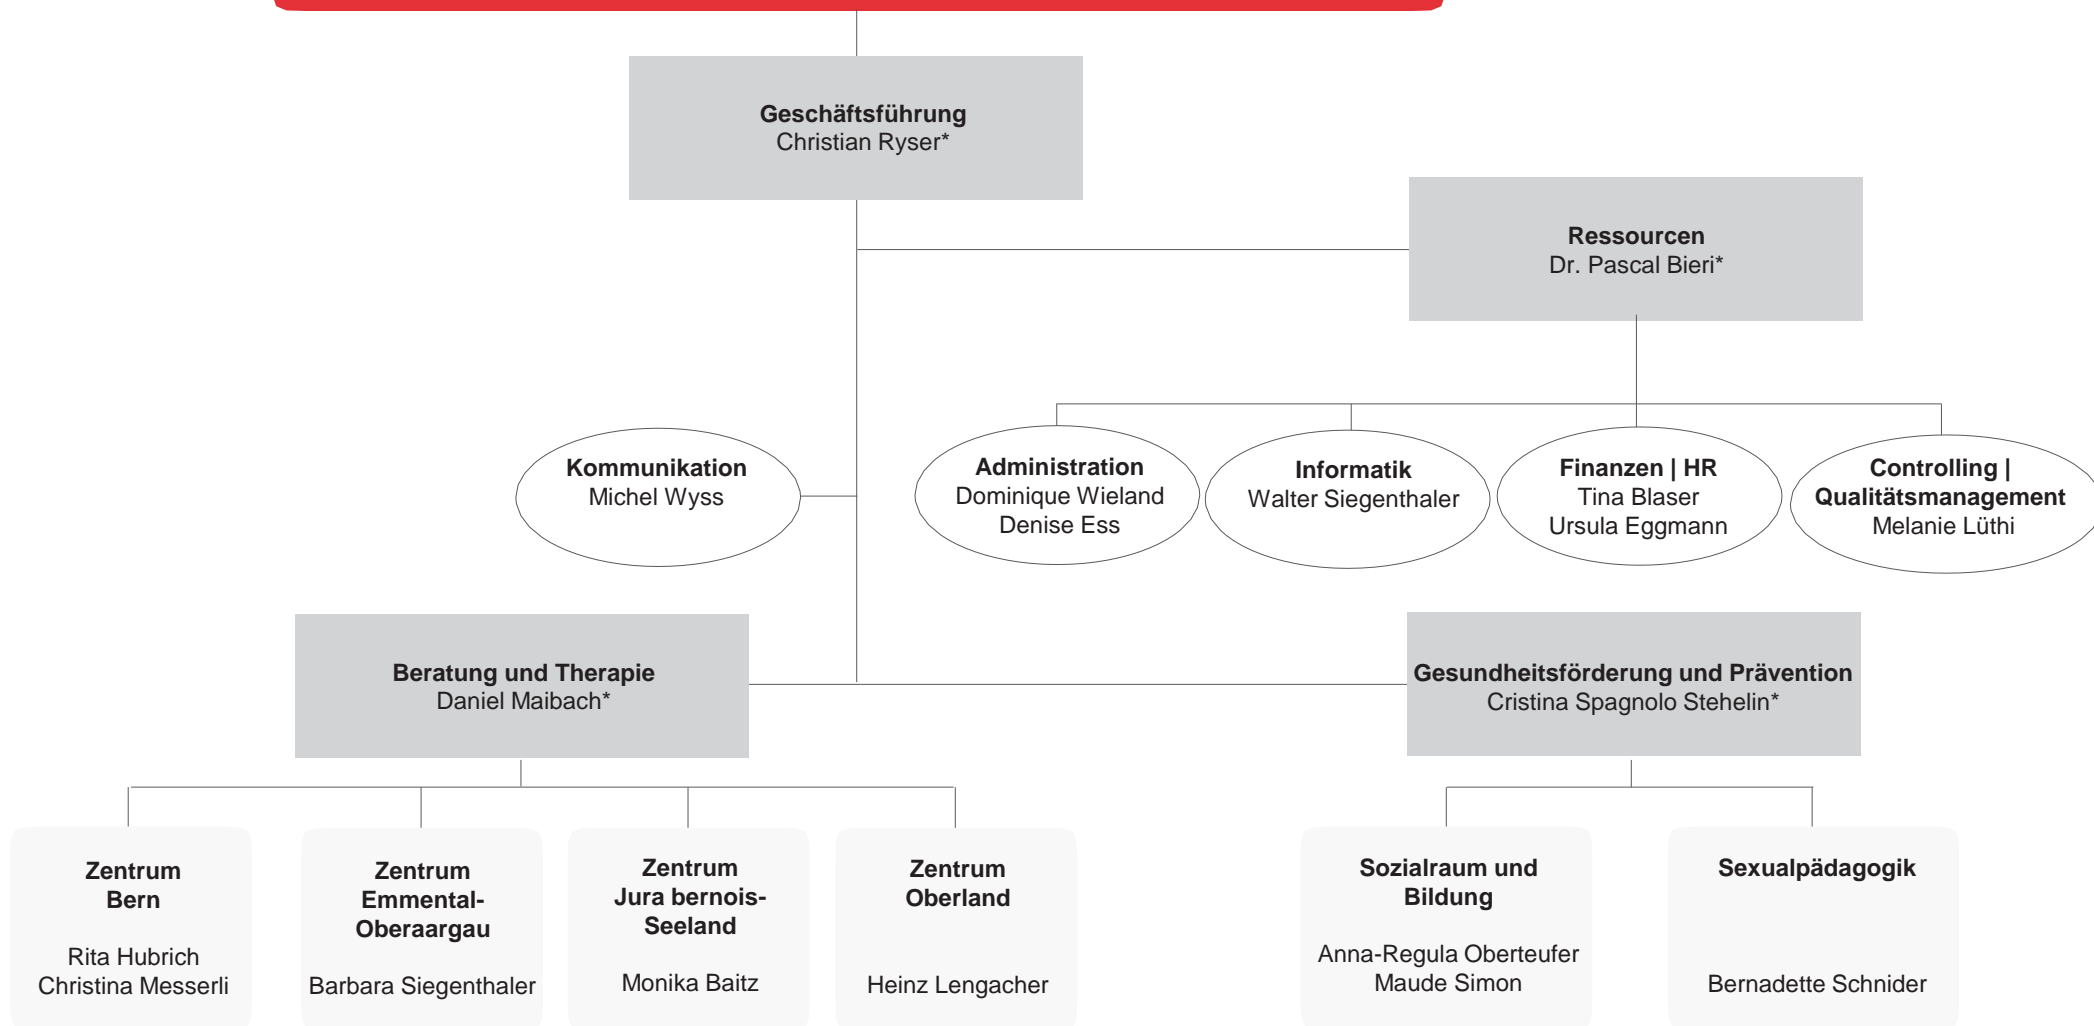 Geschäftsführung
Christian Ryser*
Ressourcen
Dr. Pascal Bieri*
Kommunikation
Michel Wyss
Administration
Dominique Wieland
Denise Ess
Informatik
Walter Siegenthaler
Finanzen | HR
Tina Blaser
Ursula Eggmann
Controlling |
Qualitätsmanagement
Melanie Lüthi
Beratung und Therapie
Daniel Maibach*
Gesundheitsförderung und Prävention
Cristina Spagnolo Stehelin*
Zentrum
Bern
Rita Hubrich
Christina Messerli
Zentrum
Emmental-
Oberaargau
Barbara Siegenthaler
Zentrum
Jura bernois-
Seeland
Monika Baitz
Zentrum
Oberland
Heinz Lengacher
Sozialraum und
Bildung
Anna-Regula Oberteufer
Maude Simon
Sexualpädagogik
Bernadette Schnider